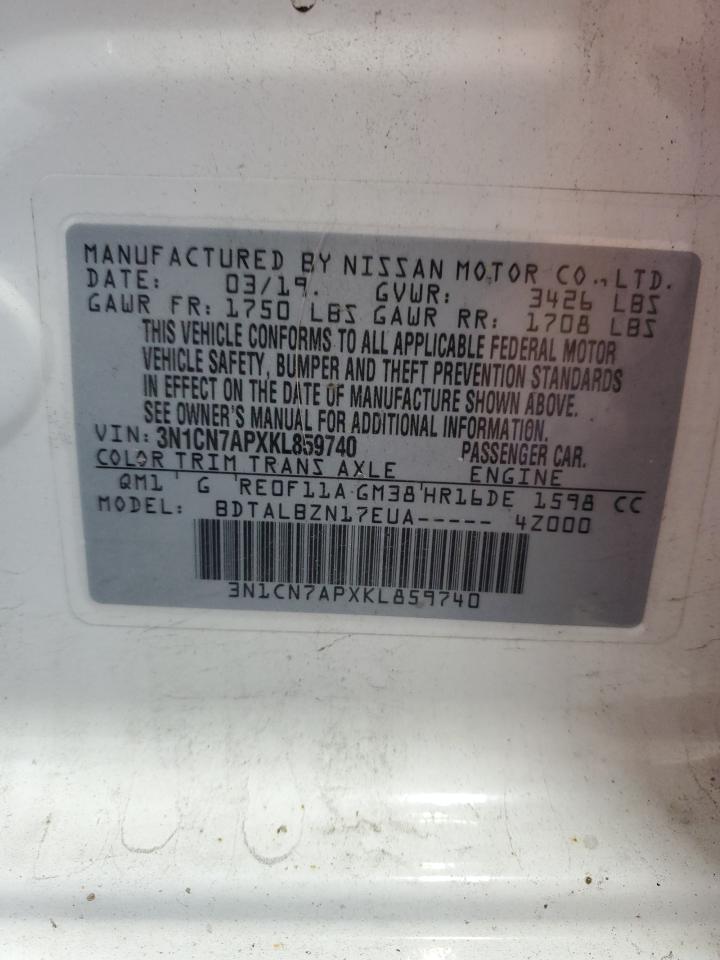 MANUFACTURED BY NISSAN MOTOR CO., LTD.
DATE: 03/19. GVWR: 3426 LBS
GAWR FR: 1750 LBS GAWR RR: 1708 LBS
THIS VEHICLE CONFORMS TO ALL APPLICABLE FEDERAL MOTOR
VEHICLE SAFETY, BUMPER AND THEFT PREVENTION STANDARDS
IN EFFECT ON THE DATE OF MANUFACTURE SHOWN ABOVE.
SEE OWNER'S MANUAL FOR ADDITIONAL INFORMATION.
VIN: 3N1CN7APXKL859740 PASSENGER CAR.
COLOR TRIM TRANS AXLE ENGINE
QM1 G RE0F11A GM38 HR16DE 1598 CC
MODEL: BDTALBZN17EUA----- 4Z000
3N1CN7APXKL859740